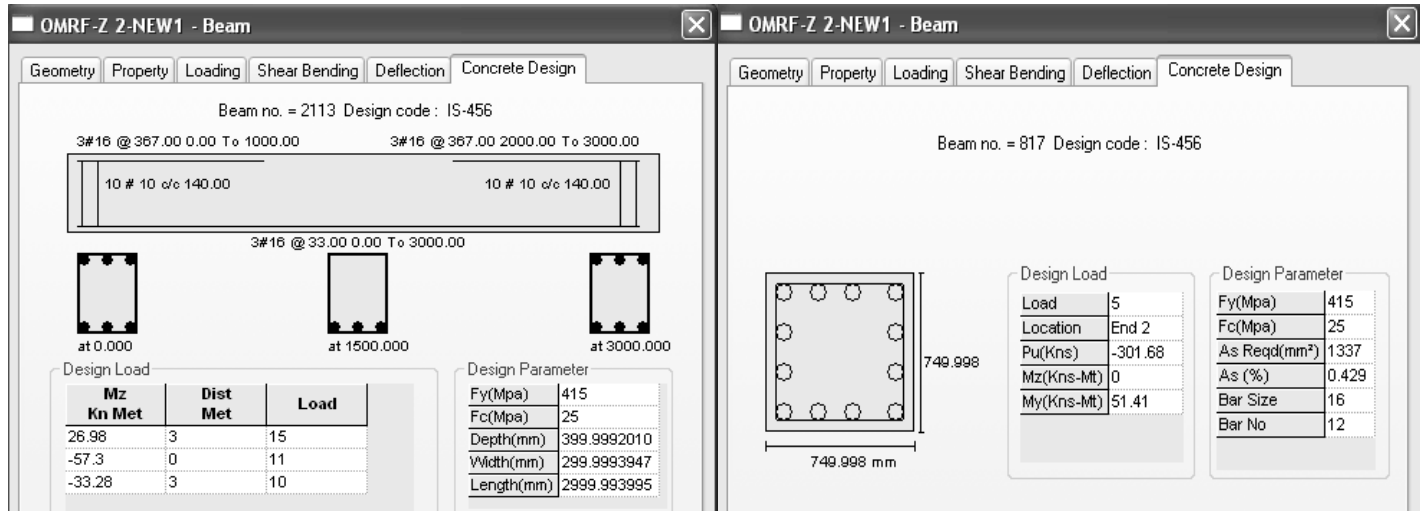 OMRF-Z 2-NEW1 - Beam
Geometry Property Loading Shear Bending Deflection Concrete Design
Beam no. = 2113 Design code : IS-456
3#16 @ 367.00 0.00 To 1000.00 3#16 @ 367.00 2000.00 To 3000.00
10 # 10 c/c 140.00 10 # 10 c/c 140.00
3#16 @ 33.00 0.00 To 3000.00
at 0.000 at 1500.000 at 3000.000
Design Load
Mz Kn Met Dist Met Load
26.98 3 15
-57.3 0 11
-33.28 3 10
Design Parameter
Fy(Mpa) 415
Fc(Mpa) 25
Depth(mm) 399.9992010
Width(mm) 299.9993947
Length(mm) 2999.993995
OMRF-Z 2-NEW1 - Beam
Geometry Property Loading Shear Bending Deflection Concrete Design
Beam no. = 817 Design code : IS-456
749.998
749.998 mm
Design Load
Load 5
Location End 2
Pu(Kns) -301.68
Mz(Kns-Mt) 0
My(Kns-Mt) 51.41
Design Parameter
Fy(Mpa) 415
Fc(Mpa) 25
As Reqd(mm²) 1337
As (%) 0.429
Bar Size 16
Bar No 12